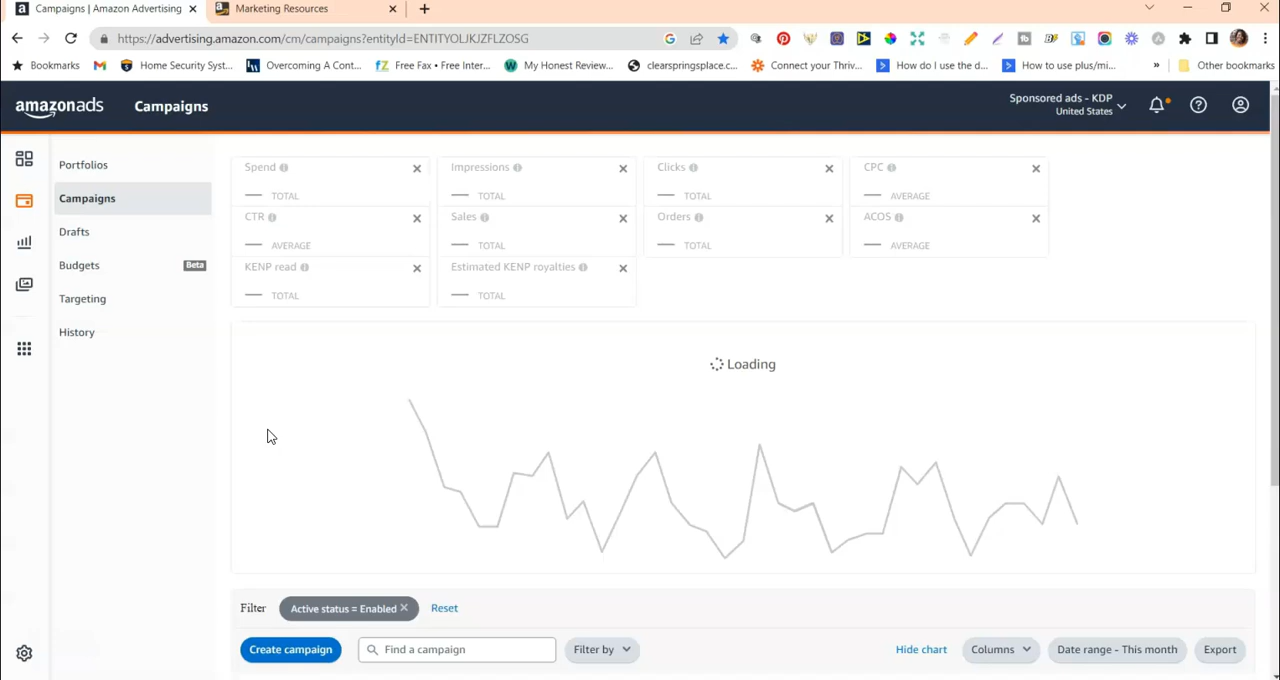 Campaigns | Amazon Advertising
Marketing Resources
https://advertising.amazon.com/cm/campaigns?entityId=ENTITYOLJKJZFLZOSG
Bookmarks
Home Security Syst...
Overcoming A Cont...
Free Fax • Free Inter...
My Honest Review...
clearspringsplace.c...
Connect your Thriv...
How do I use the d...
How to use plus/mi...
»
Other bookmarks
amazonads
Campaigns
Sponsored ads - KDP
United States
Portfolios
Campaigns
Drafts
Budgets
Beta
Targeting
History
Spend
TOTAL
Impressions
TOTAL
Clicks
TOTAL
CPC
AVERAGE
CTR
AVERAGE
Sales
TOTAL
Orders
TOTAL
ACOS
AVERAGE
KENP read
TOTAL
Estimated KENP royalties
TOTAL
Loading
Filter
Active status = Enabled
Reset
Create campaign
Find a campaign
Filter by
Hide chart
Columns
Date range - This month
Export